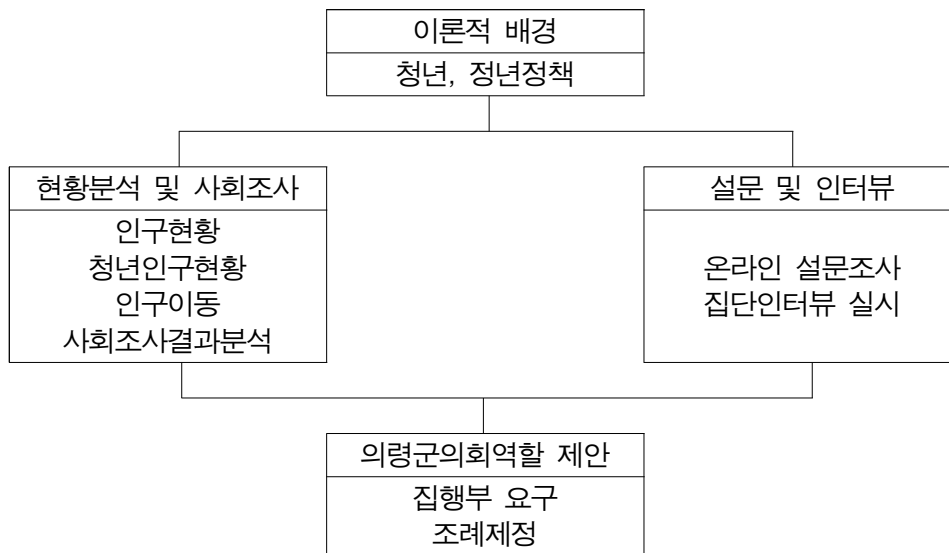 이론적 배경
청년, 정년정책
현황분석 및 사회조사
인구현황
청년인구현황
인구이동
사회조사결과분석
설문 및 인터뷰
온라인 설문조사
집단인터뷰 실시
의령군의회역할 제안
집행부 요구
조례제정